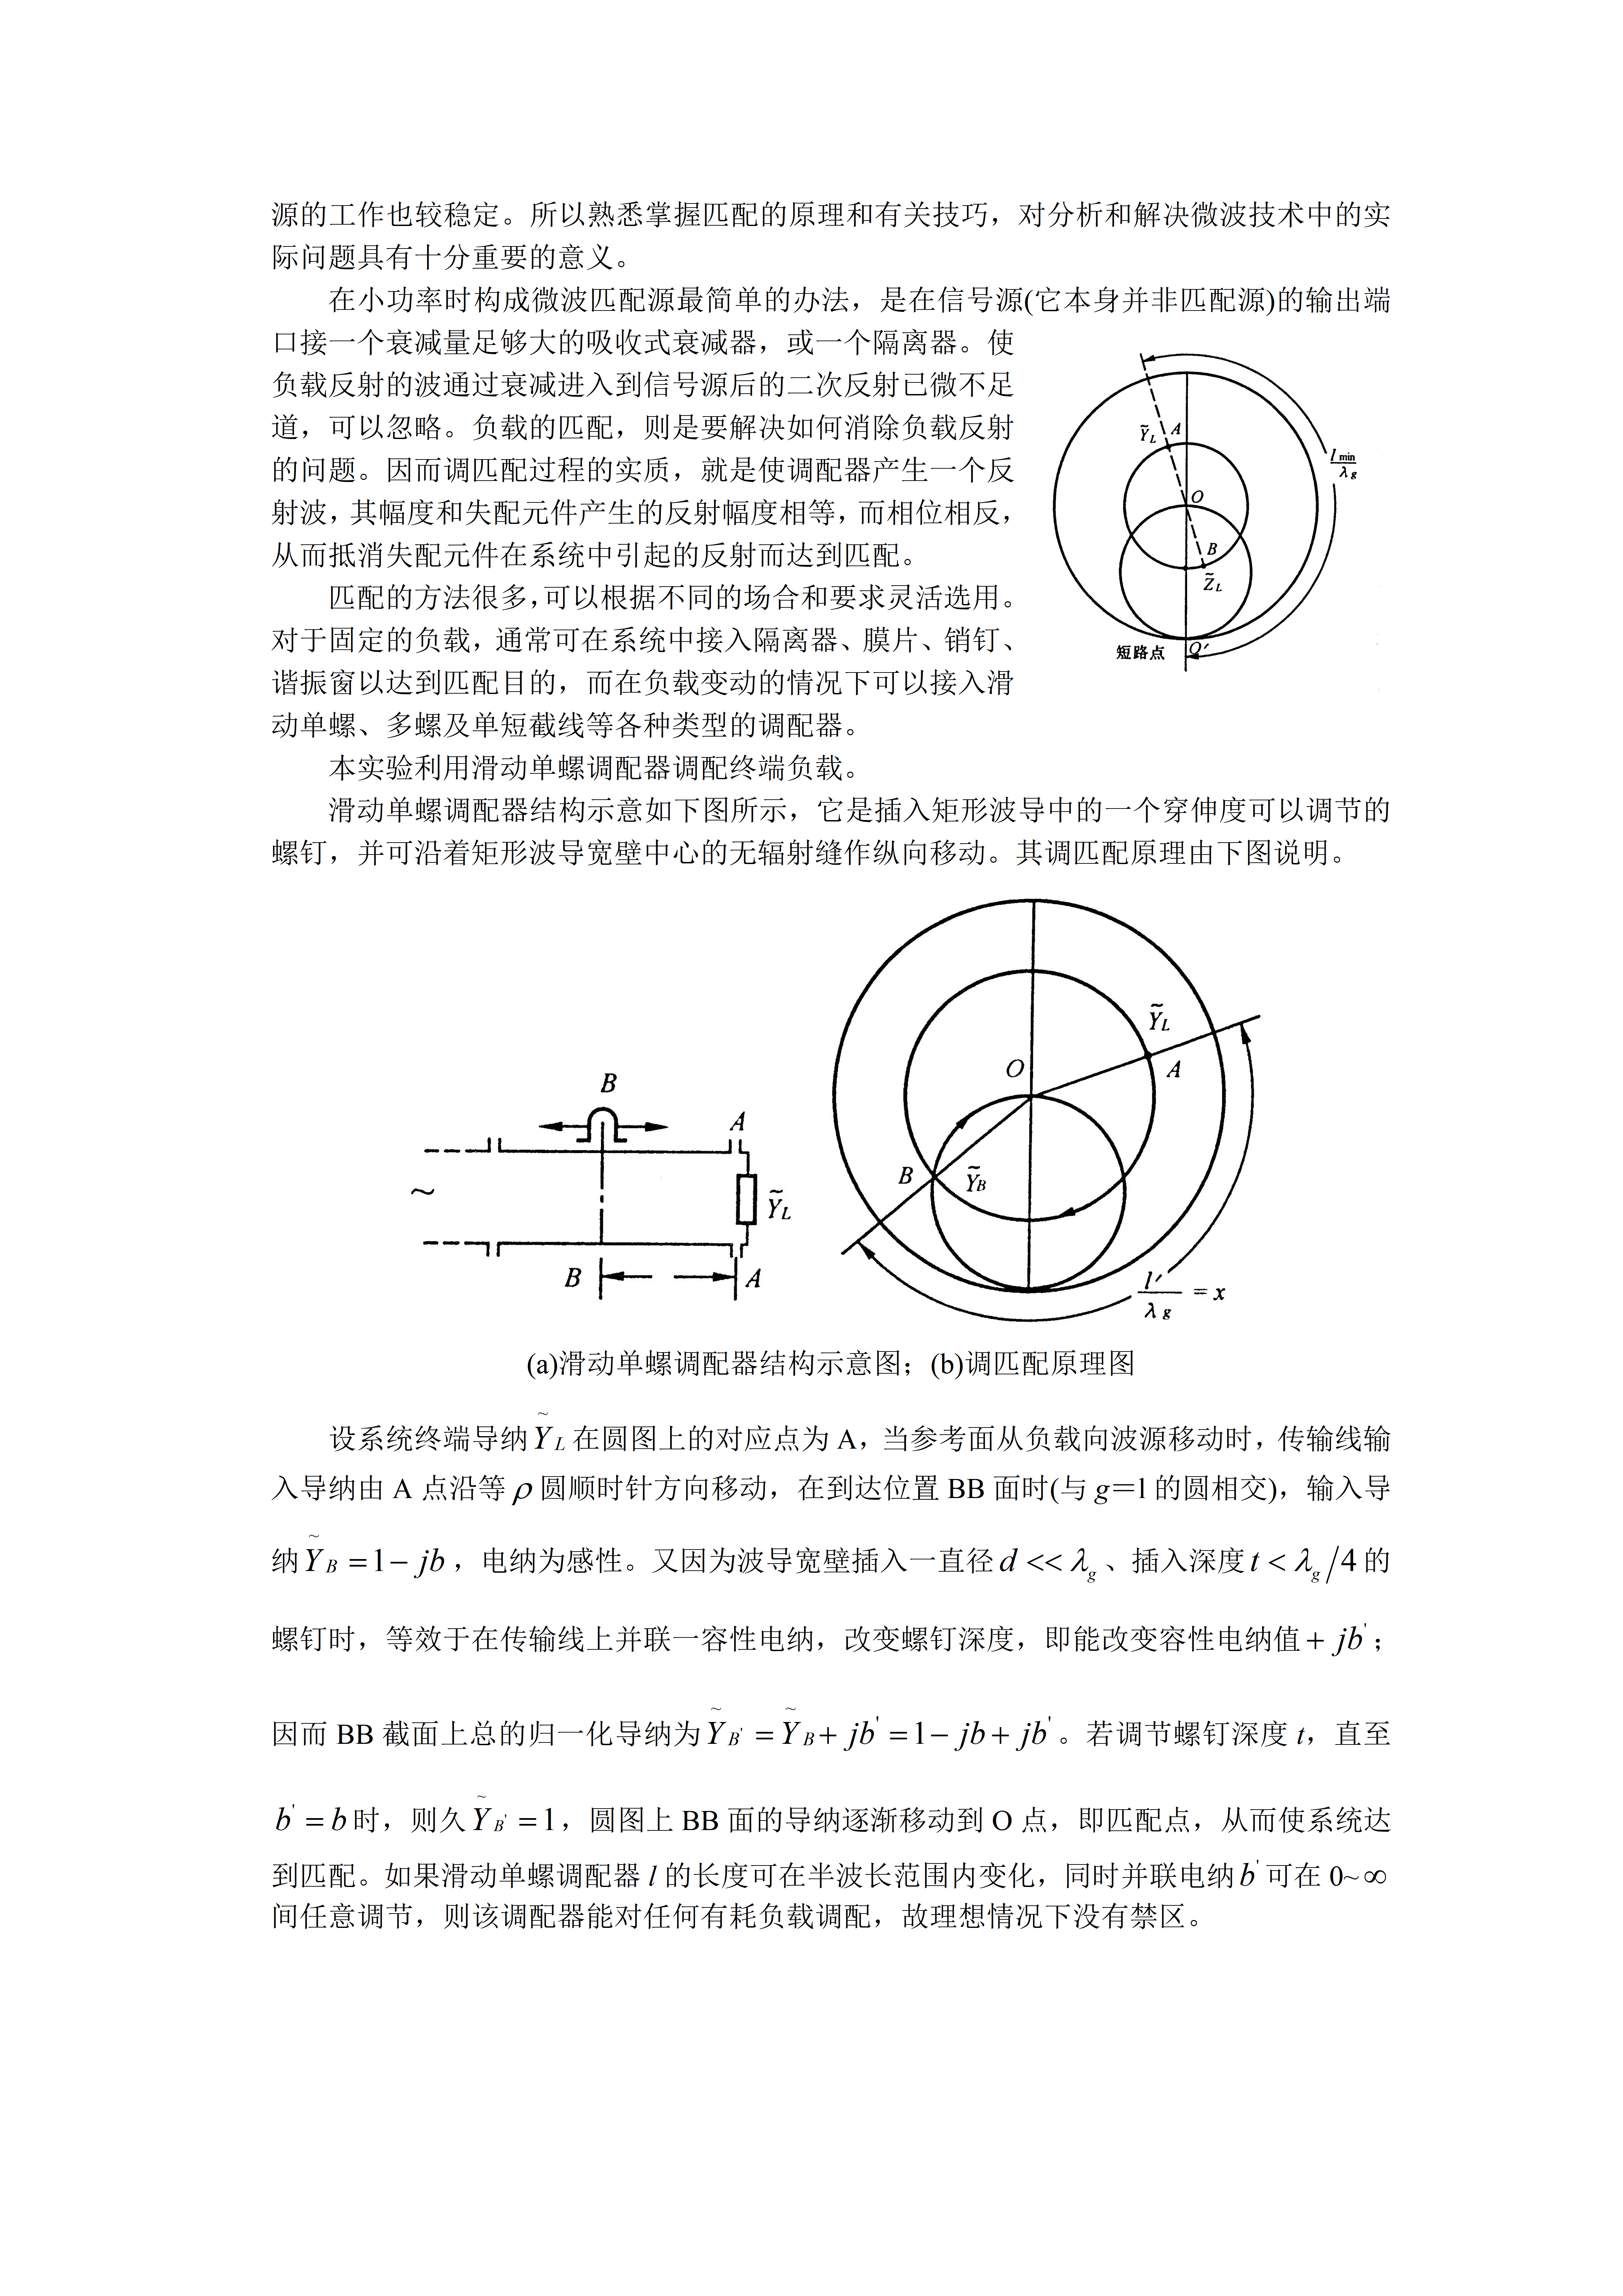 源的工作也较稳定。所以熟悉掌握匹配的原理和有关技巧，对分析和解决微波技术中的实
际问题具有十分重要的意义。
在小功率时构成微波匹配源最简单的办法，是在信号源(它本身并非匹配源)的输出端
口接一个衰减量足够大的吸收式衰减器，或一个隔离器。使
负载反射的波通过衰减进入到信号源后的二次反射已微不足
道，可以忽略。负载的匹配，则是要解决如何消除负载反射
的问题。因而调匹配过程的实质，就是使调配器产生一个反
射波，其幅度和失配元件产生的反射幅度相等，而相位相反，
从而抵消失配元件在系统中引起的反射而达到匹配。
匹配的方法很多，可以根据不同的场合和要求灵活选用。
对于固定的负载，通常可在系统中接入隔离器、膜片、销钉、
谐振窗以达到匹配目的，而在负载变动的情况下可以接入滑
动单螺、多螺及单短截线等各种类型的调配器。
Ỹ_L A
l_min
λ_g
O
B
Z̃_L
短路点 O′
本实验利用滑动单螺调配器调配终端负载。
滑动单螺调配器结构示意如下图所示，它是插入矩形波导中的一个穿伸度可以调节的
螺钉，并可沿着矩形波导宽壁中心的无辐射缝作纵向移动。其调匹配原理由下图说明。
B
A
~
Ỹ_L
B A
Ỹ_L
O A
B Ỹ_B
l′
λ_g = x
(a)滑动单螺调配器结构示意图；(b)调匹配原理图
设系统终端导纳Ỹ_L在圆图上的对应点为 A，当参考面从负载向波源移动时，传输线输
入导纳由 A 点沿等ρ圆顺时针方向移动，在到达位置 BB 面时(与 g＝l 的圆相交)，输入导
纳Ỹ_B = 1 − jb，电纳为感性。又因为波导宽壁插入一直径 d << λ_g、插入深度 t < λ_g/4 的
螺钉时，等效于在传输线上并联一容性电纳，改变螺钉深度，即能改变容性电纳值 + jb'；
因而 BB 截面上总的归一化导纳为Ỹ_B' = Ỹ_B + jb' = 1 − jb + jb'。若调节螺钉深度 t，直至
b' = b时，则久Ỹ_B' = 1，圆图上 BB 面的导纳逐渐移动到 O 点，即匹配点，从而使系统达
到匹配。如果滑动单螺调配器 l 的长度可在半波长范围内变化，同时并联电纳b'可在 0~∞
间任意调节，则该调配器能对任何有耗负载调配，故理想情况下没有禁区。